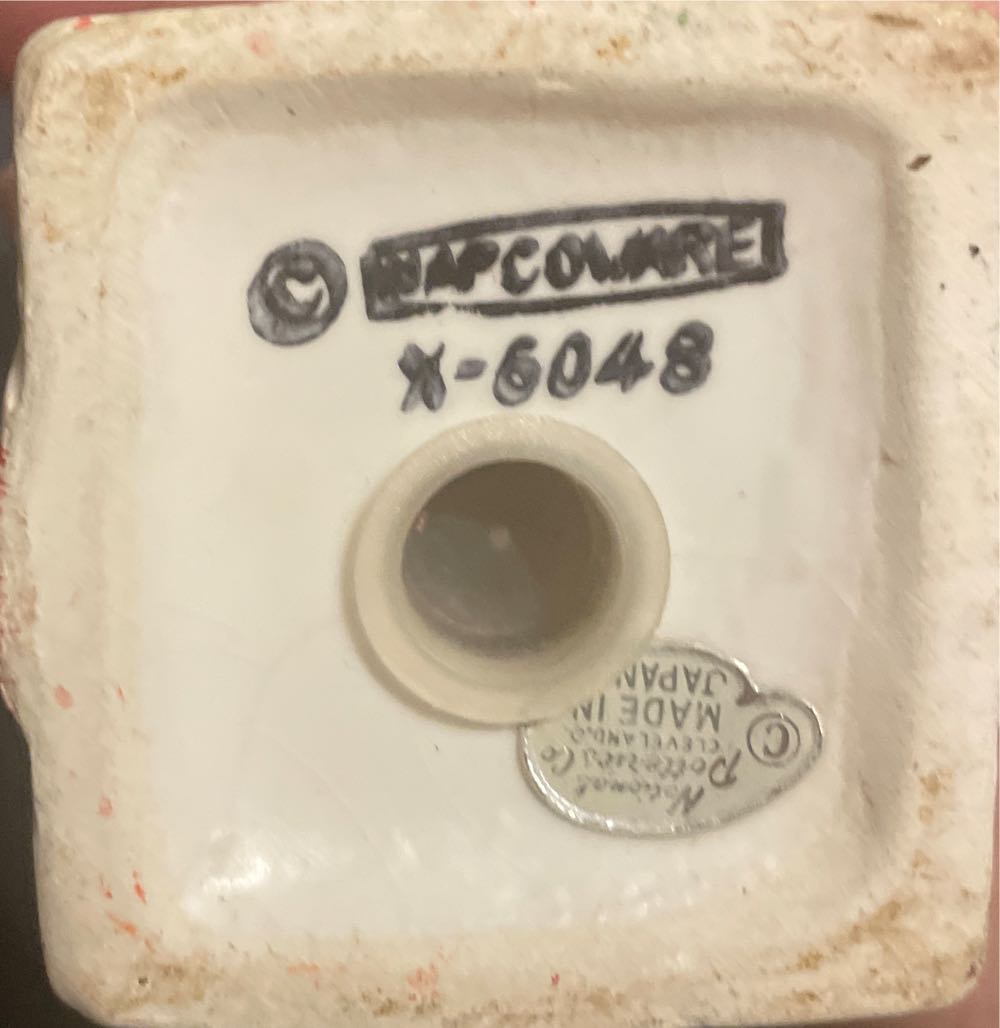 © NAPCOWARE
X-6048
National
Potteries Co
CLEVELAND,O.
©
MADE IN
JAPAN